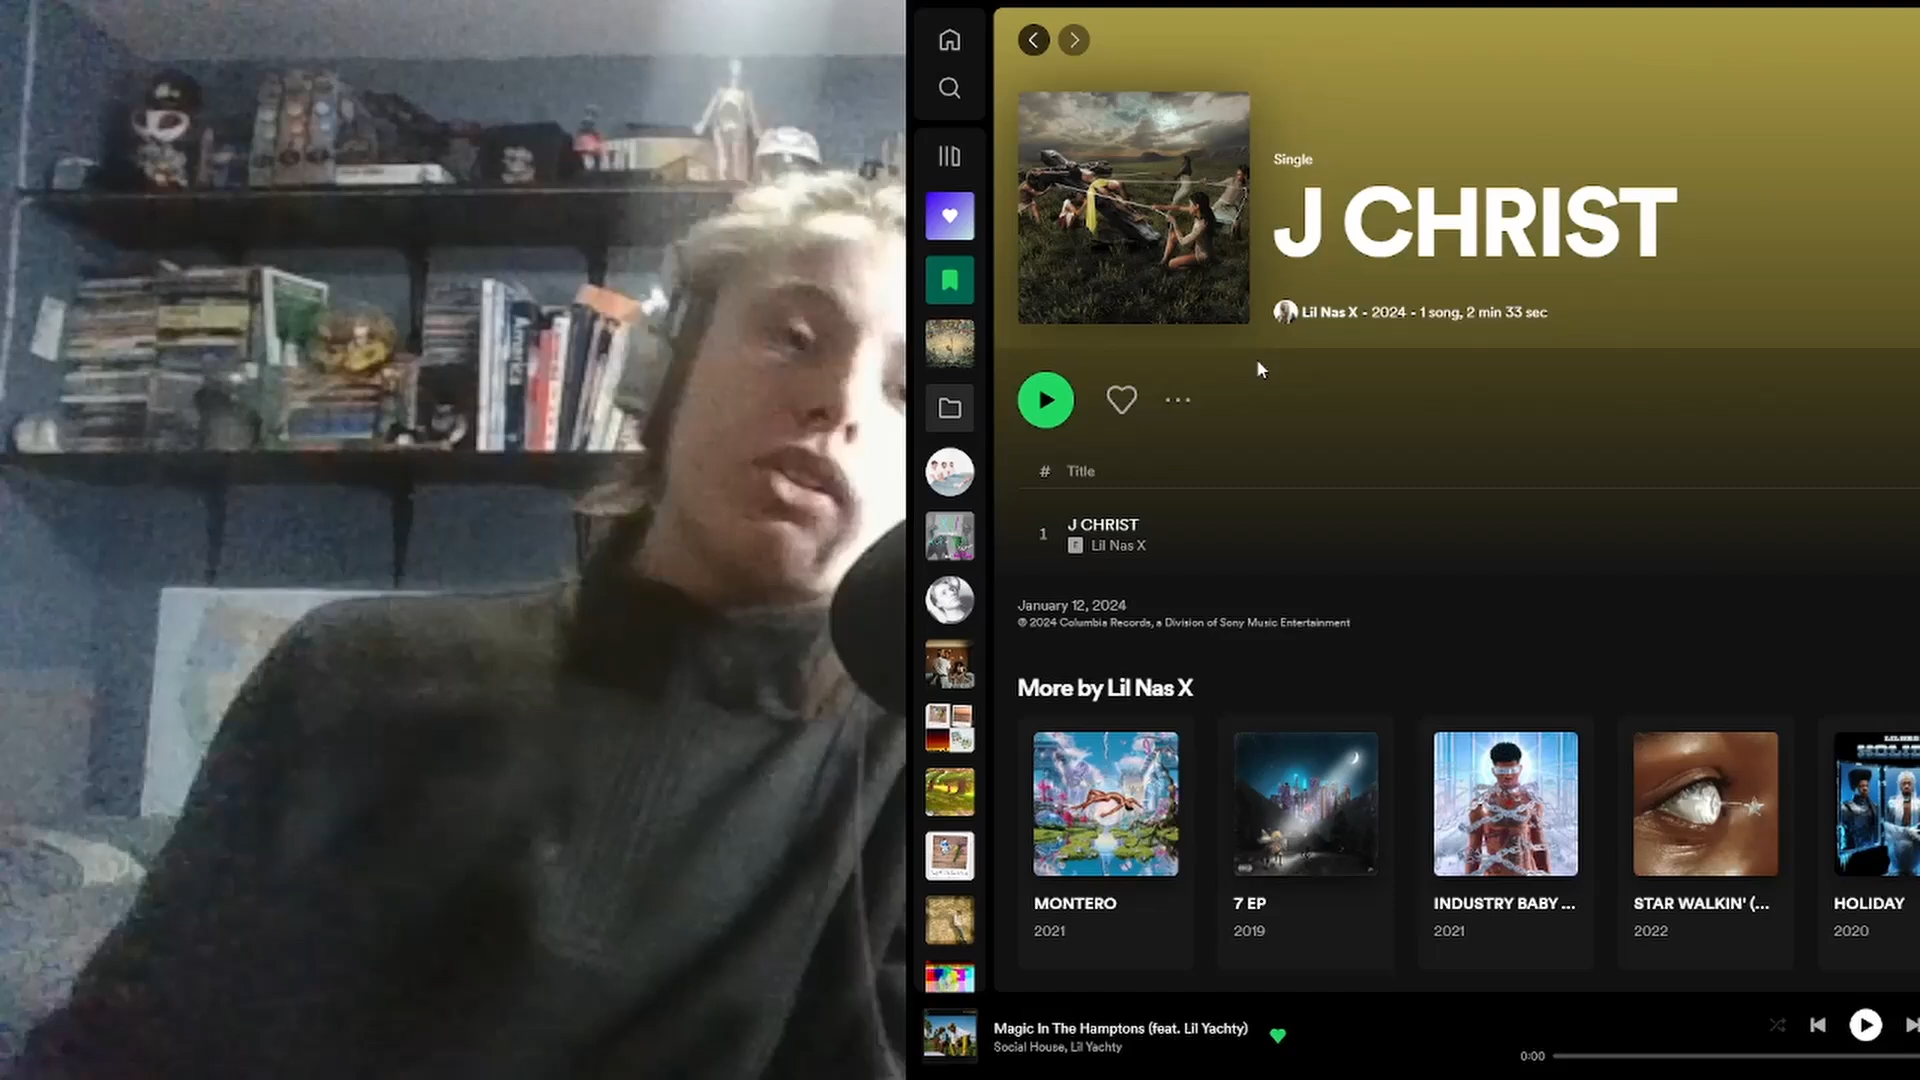 Single
J CHRIST
Lil Nas X - 2024 - 1 song, 2 min 33 sec
# Title
1
J CHRIST
E Lil Nas X
January 12, 2024
℗ 2024 Columbia Records, a Division of Sony Music Entertainment
More by Lil Nas X
MONTERO
2021
7 EP
2019
INDUSTRY BABY ...
2021
STAR WALKIN' (...
2022
HOLIDAY
2020
Magic In The Hamptons (feat. Lil Yachty)
Social House, Lil Yachty
0:00